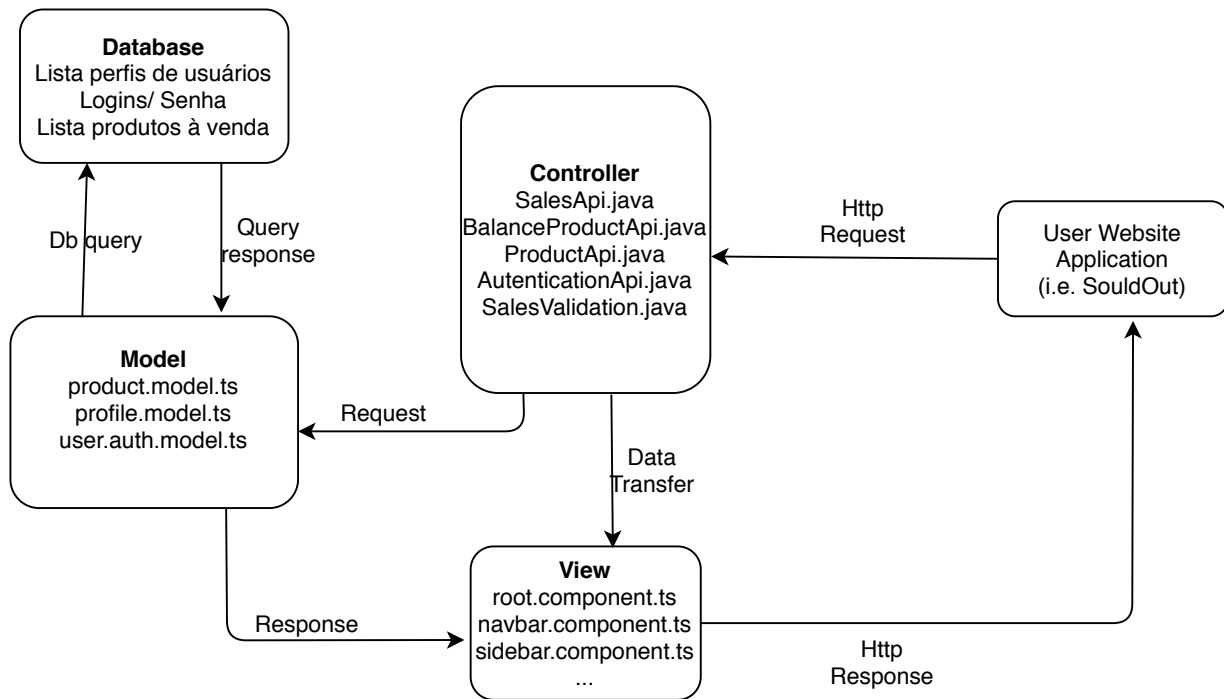 Database
Lista perfis de usuários
Logins/ Senha
Lista produtos à venda
Db query
Query
response
Model
product.model.ts
profile.model.ts
user.auth.model.ts
Controller
SalesApi.java
BalanceProductApi.java
ProductApi.java
AutenticationApi.java
SalesValidation.java
Http
Request
User Website
Application
(i.e. SouldOut)
Request
Data
Transfer
Response
View
root.component.ts
navbar.component.ts
sidebar.component.ts
...
Http
Response